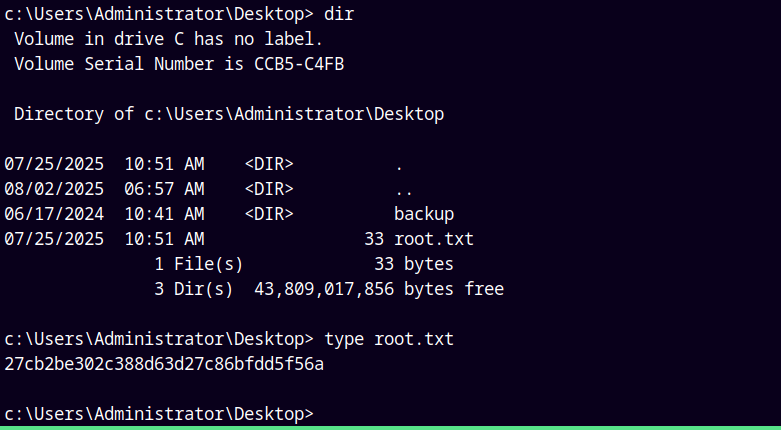 c:\Users\Administrator\Desktop> dir
Volume in drive C has no label.
Volume Serial Number is CCB5-C4FB
Directory of c:\Users\Administrator\Desktop
07/25/2025  10:51 AM    <DIR>          .
08/02/2025  06:57 AM    <DIR>          ..
06/17/2024  10:41 AM    <DIR>          backup
07/25/2025  10:51 AM                33 root.txt
1 File(s)             33 bytes
3 Dir(s)  43,809,017,856 bytes free
c:\Users\Administrator\Desktop> type root.txt
27cb2be302c388d63d27c86bfdd5f56a
c:\Users\Administrator\Desktop>